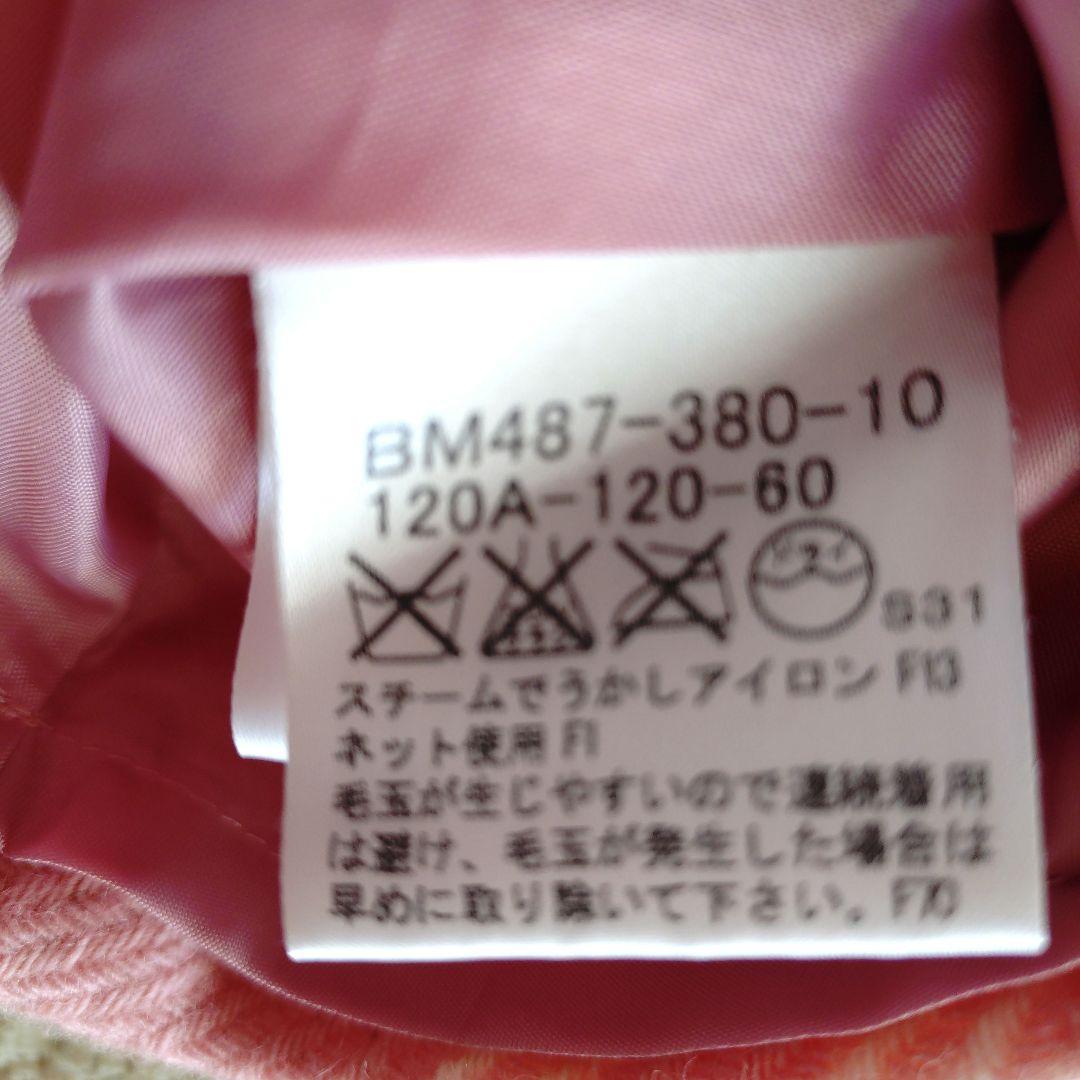 BM487-380-10
120A-120-60
ドライ S31
スチームでうかしアイロン F13
ネット使用 F1
毛玉が生じやすいので連続着用
は避け、毛玉が発生した場合は
早めに取り除いて下さい。F70